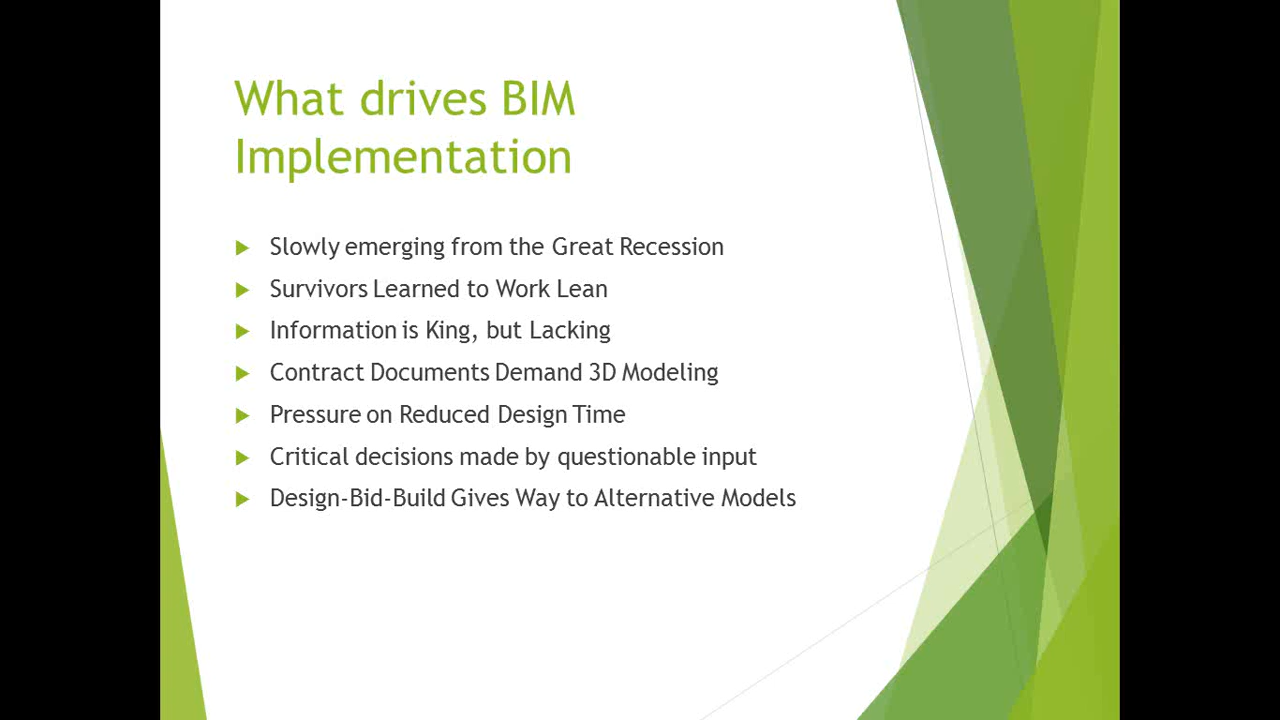 What drives BIM
Implementation
Slowly emerging from the Great Recession
Survivors Learned to Work Lean
Information is King, but Lacking
Contract Documents Demand 3D Modeling
Pressure on Reduced Design Time
Critical decisions made by questionable input
Design-Bid-Build Gives Way to Alternative Models